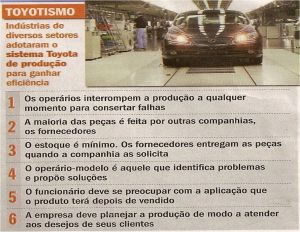 TOYOTISMO
Indústrias de
diversos setores
adotaram o
sistema Toyota
de produção
para ganhar
eficiência
1 Os operários interrompem a produção a qualquer
momento para consertar falhas
2 A maioria das peças é feita por outras companhias,
os fornecedores
3 O estoque é mínimo. Os fornecedores entregam as peças
quando a companhia as solicita
4 O operário-modelo é aquele que identifica problemas
e propõe soluções
5 O funcionário deve se preocupar com a aplicação que
o produto terá depois de vendido
6 A empresa deve planejar a produção de modo a atender
aos desejos de seus clientes